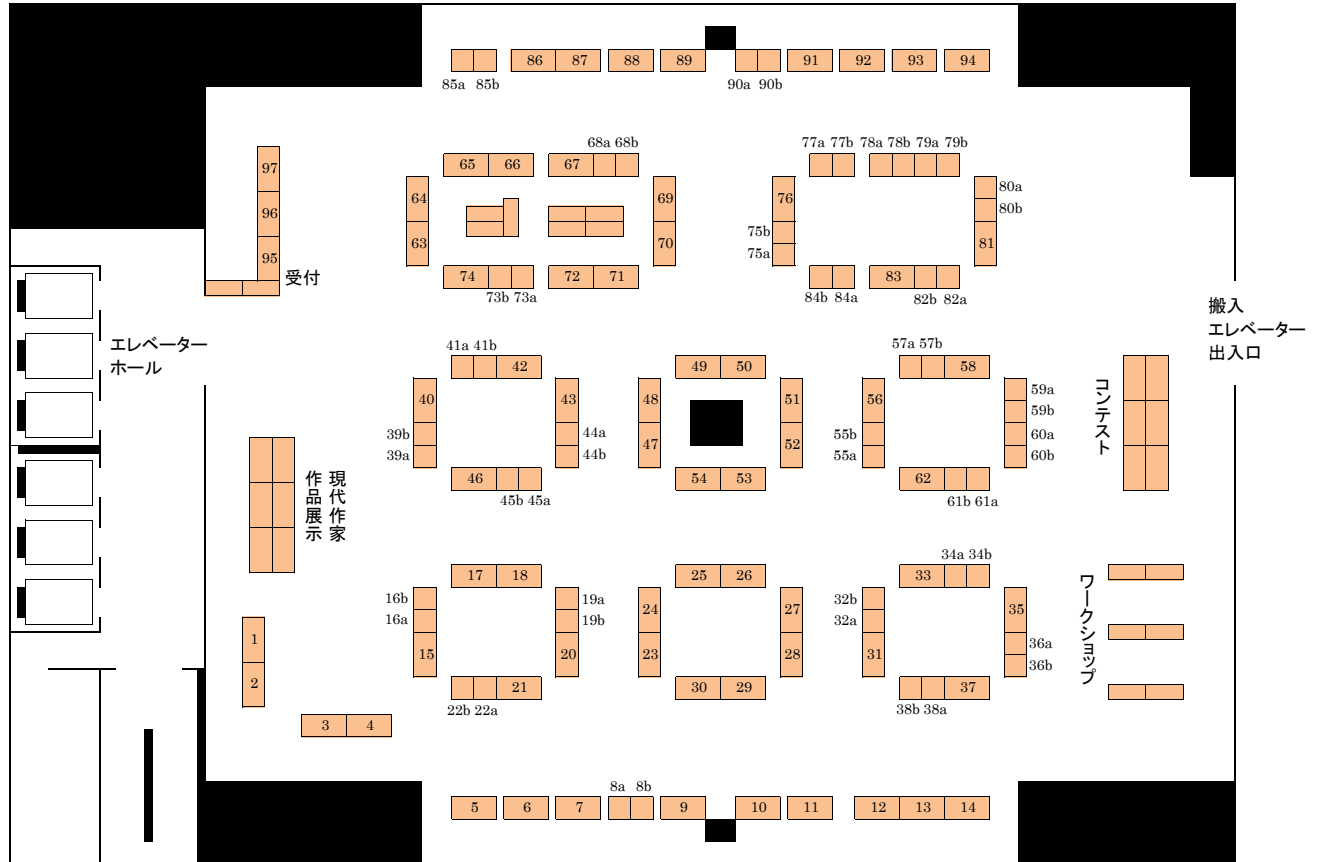 86 87 88 89 91 92 93 94
85a 85b 90a 90b
68a 68b 77a 77b 78a 78b 79a 79b
97 65 66 67
64 69 76 80a
96 80b
75b
63 70 81
95 75a
受付 74 72 71 83
73b 73a 84b 84a 82b 82a
搬入
エレベーター
出入口
エレベーター
ホール
41a 41b 57a 57b
42 49 50 58
40 43 48 51 56 59a
59b
39b 44a 47 52 55b 60a
39a 44b 55a 60b
コンテスト
46 54 53 62
45b 45a 61b 61a
現代作家
作品展示
34a 34b
17 18 25 26 33
16b 19a 24 27 32b 35
16a 19b 32a
1 15 20 23 28 31 36a
36b
ワークショップ
2 21 30 29 37
22b 22a 38b 38a
3 4
8a 8b
5 6 7 9 10 11 12 13 14